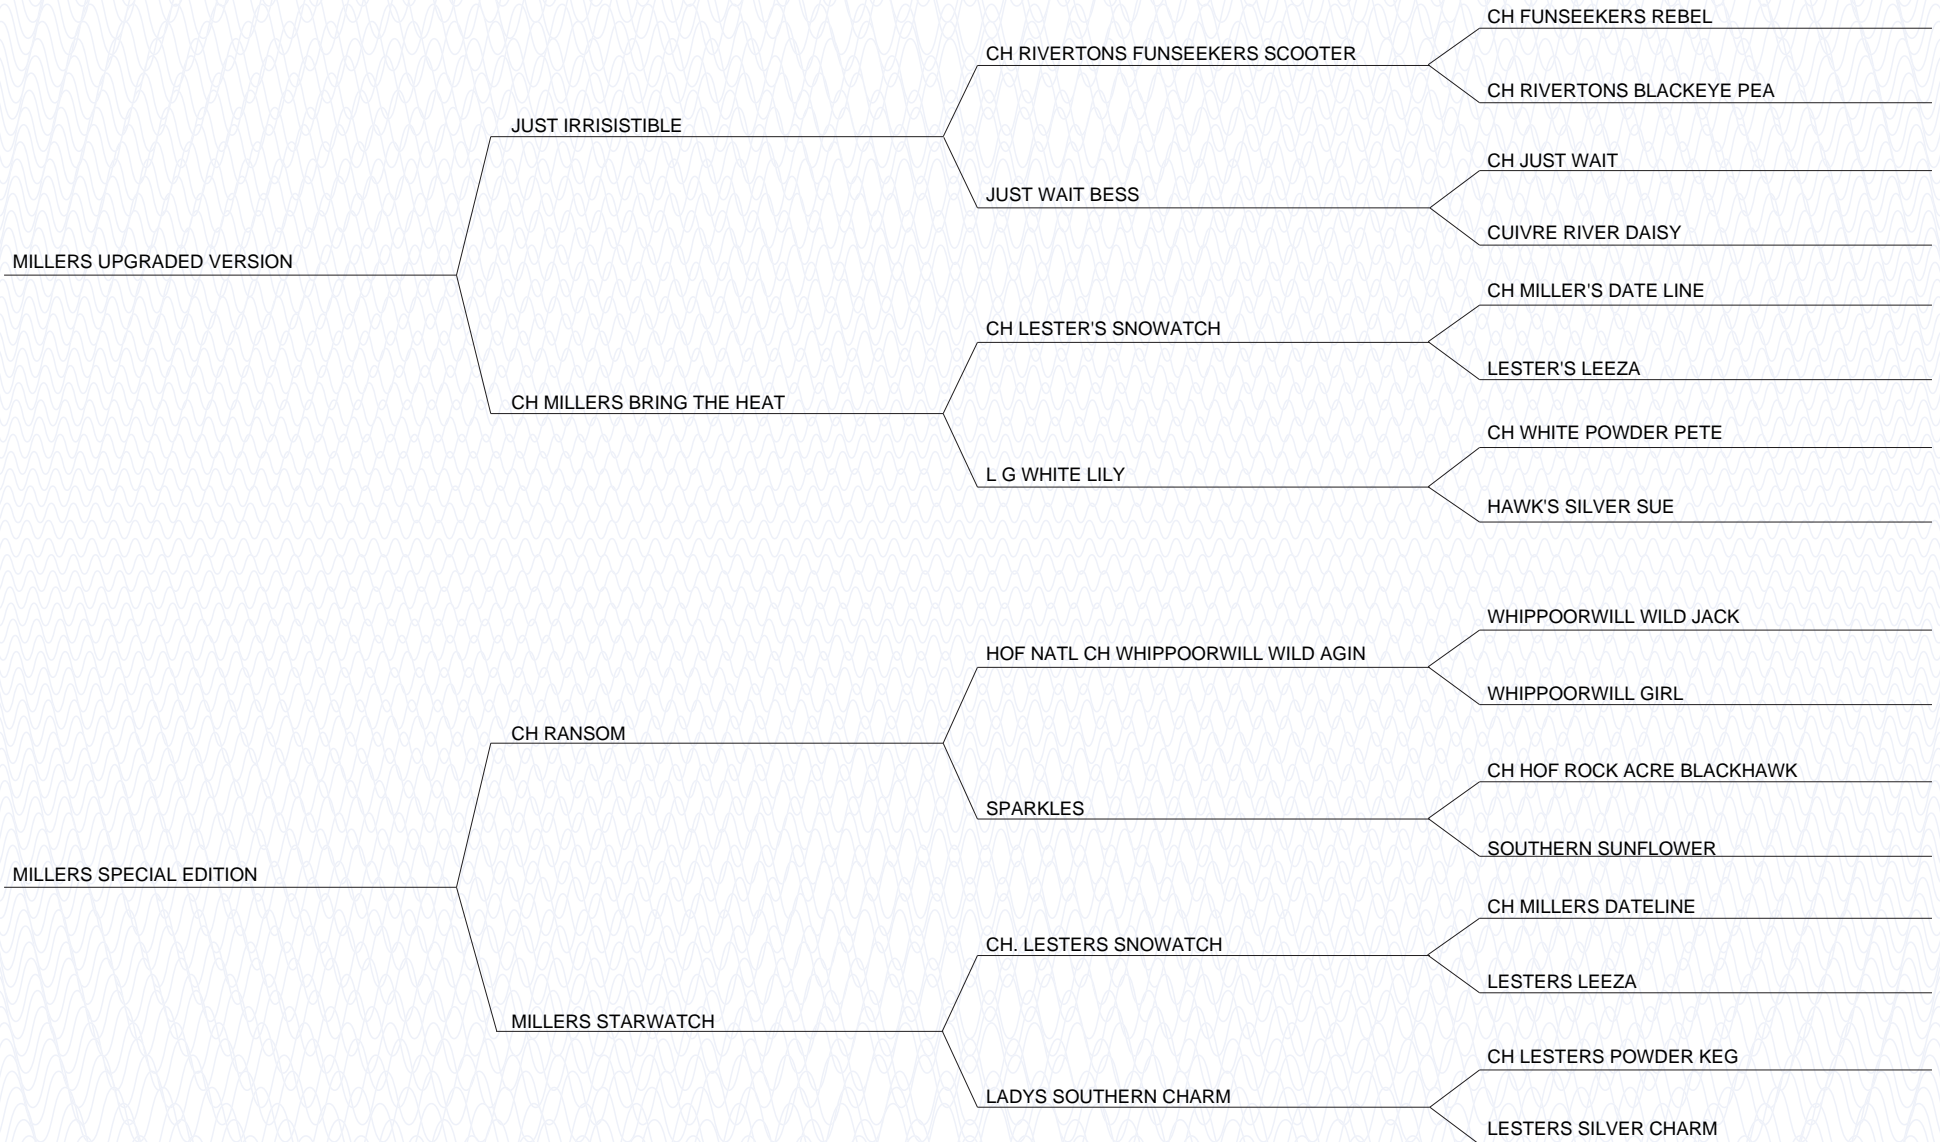 CH FUNSEEKERS REBEL
CH RIVERTONS FUNSEEKERS SCOOTER
CH RIVERTONS BLACKEYE PEA
JUST IRRISISTIBLE
CH JUST WAIT
JUST WAIT BESS
CUIVRE RIVER DAISY
MILLERS UPGRADED VERSION
CH MILLER'S DATE LINE
CH LESTER'S SNOWATCH
LESTER'S LEEZA
CH MILLERS BRING THE HEAT
CH WHITE POWDER PETE
L G WHITE LILY
HAWK'S SILVER SUE
WHIPPOORWILL WILD JACK
HOF NATL CH WHIPPOORWILL WILD AGIN
WHIPPOORWILL GIRL
CH RANSOM
CH HOF ROCK ACRE BLACKHAWK
SPARKLES
SOUTHERN SUNFLOWER
MILLERS SPECIAL EDITION
CH MILLERS DATELINE
CH. LESTERS SNOWATCH
LESTERS LEEZA
MILLERS STARWATCH
CH LESTERS POWDER KEG
LADYS SOUTHERN CHARM
LESTERS SILVER CHARM